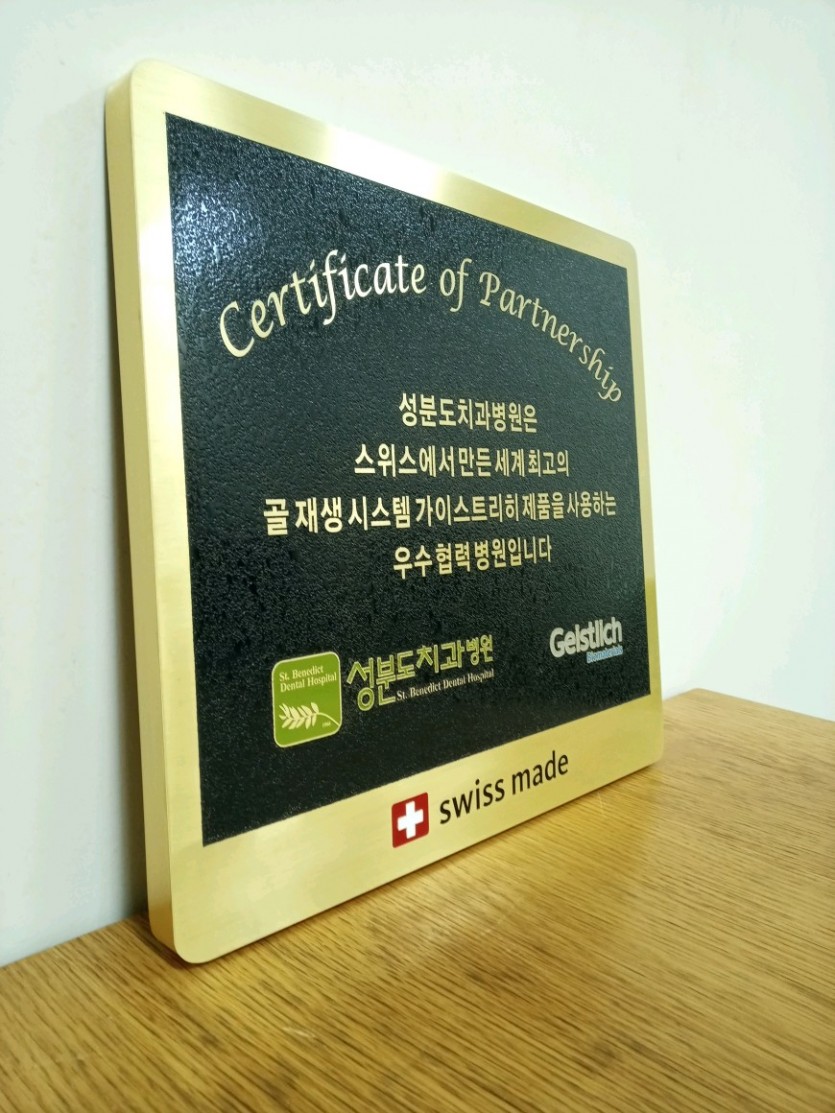 Certificate of Partnership
성분도치과병원은
스위스에서 만든 세계 최고의
골 재생 시스템 가이스트리히 제품을 사용하는
우수 협력 병원입니다
St. Benedict
Dental Hospital
성분도치과병원
St. Benedict Dental Hospital
Geistlich
Biomaterials
swiss made